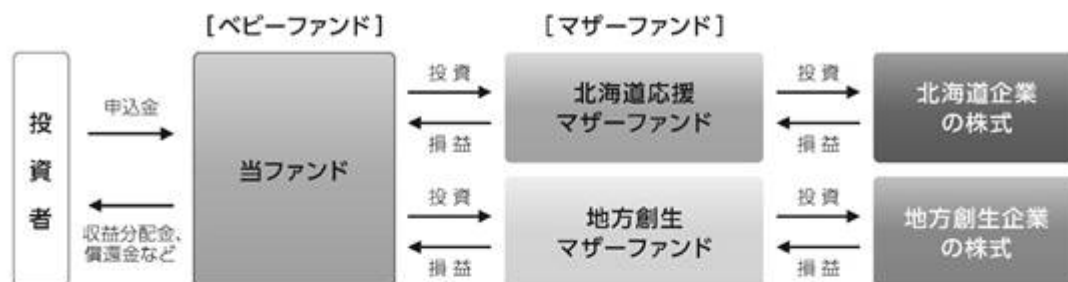 [ベビーファンド]
[マザーファンド]
投資者
申込金
収益分配金、
償還金など
当ファンド
投資
損益
北海道応援
マザーファンド
投資
損益
北海道企業
の株式
投資
損益
地方創生
マザーファンド
投資
損益
地方創生企業
の株式